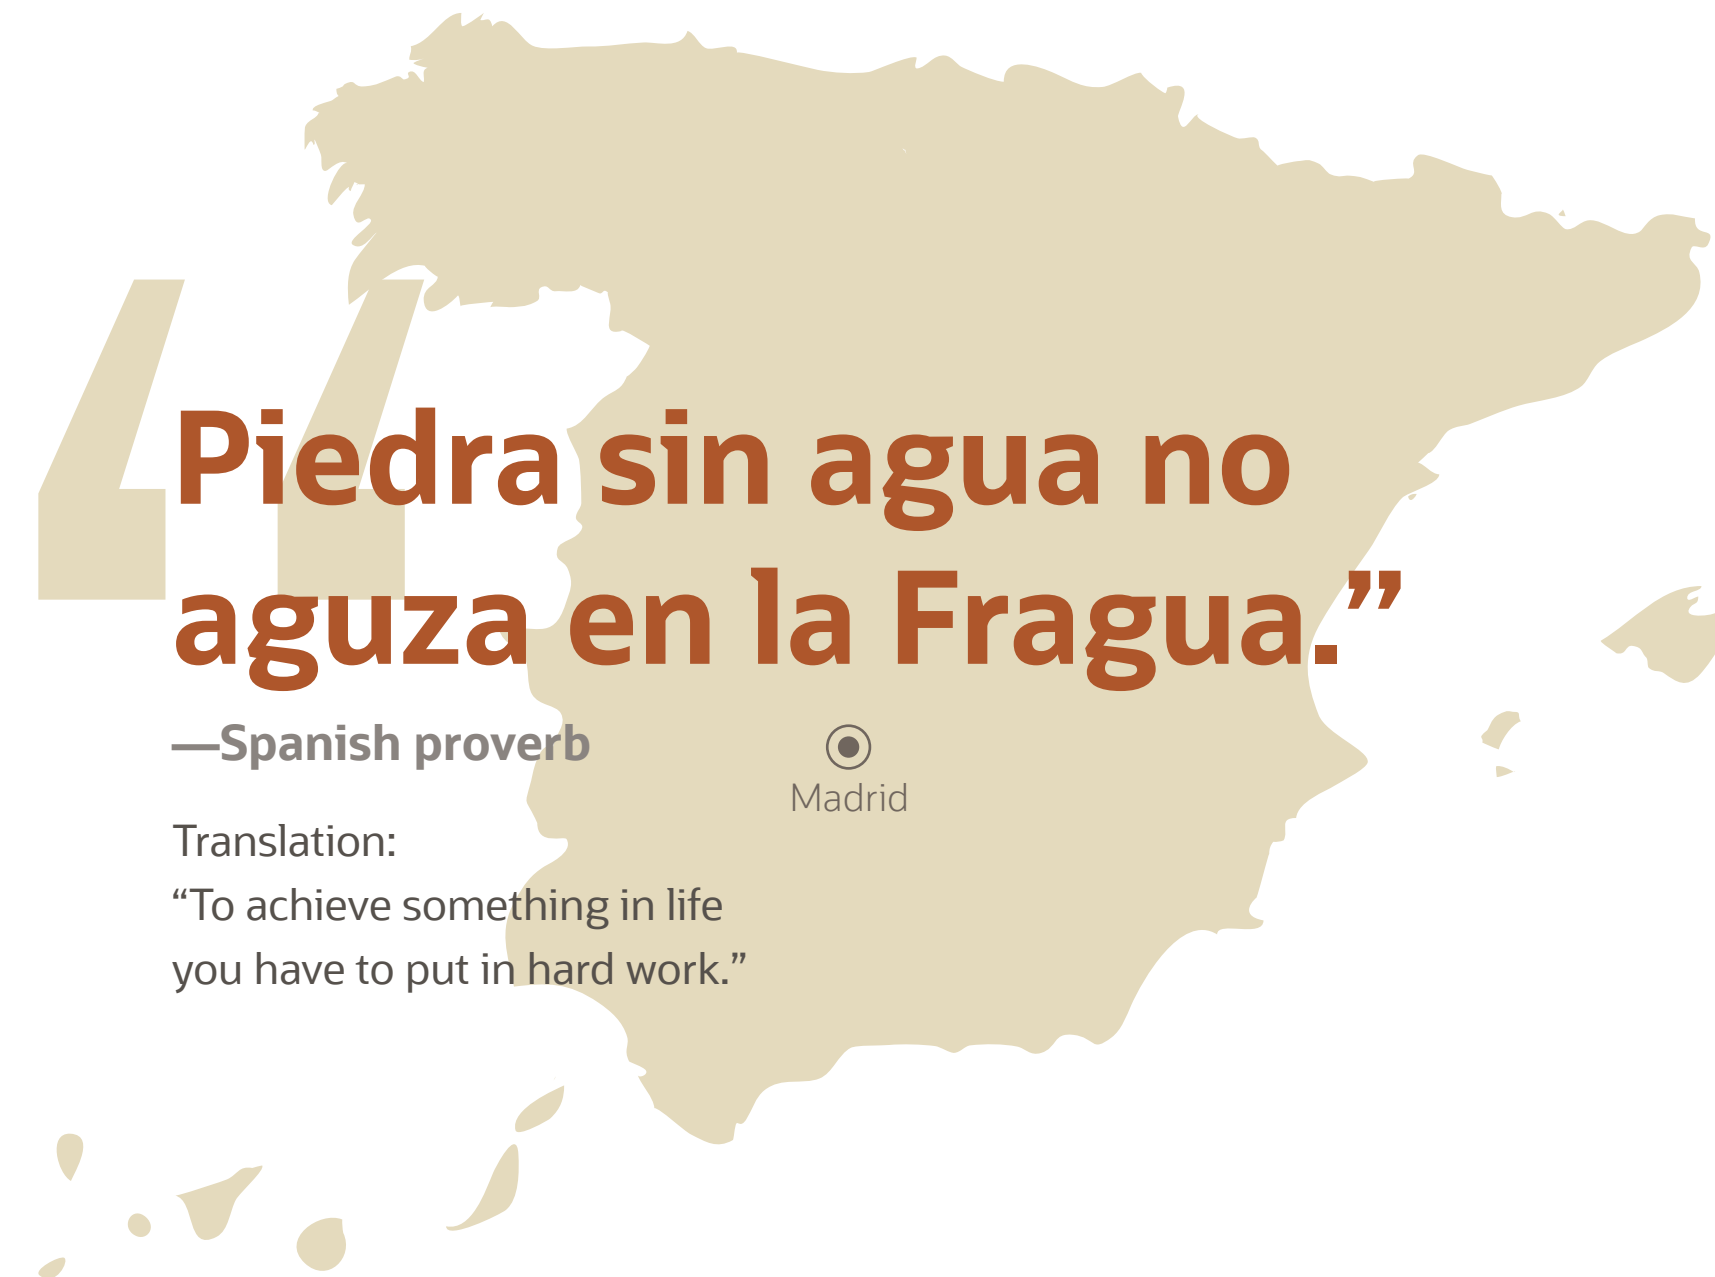 “Piedra sin agua no
aguza en la Fragua.”
—Spanish proverb
Madrid
Translation:
“To achieve something in life
you have to put in hard work.”